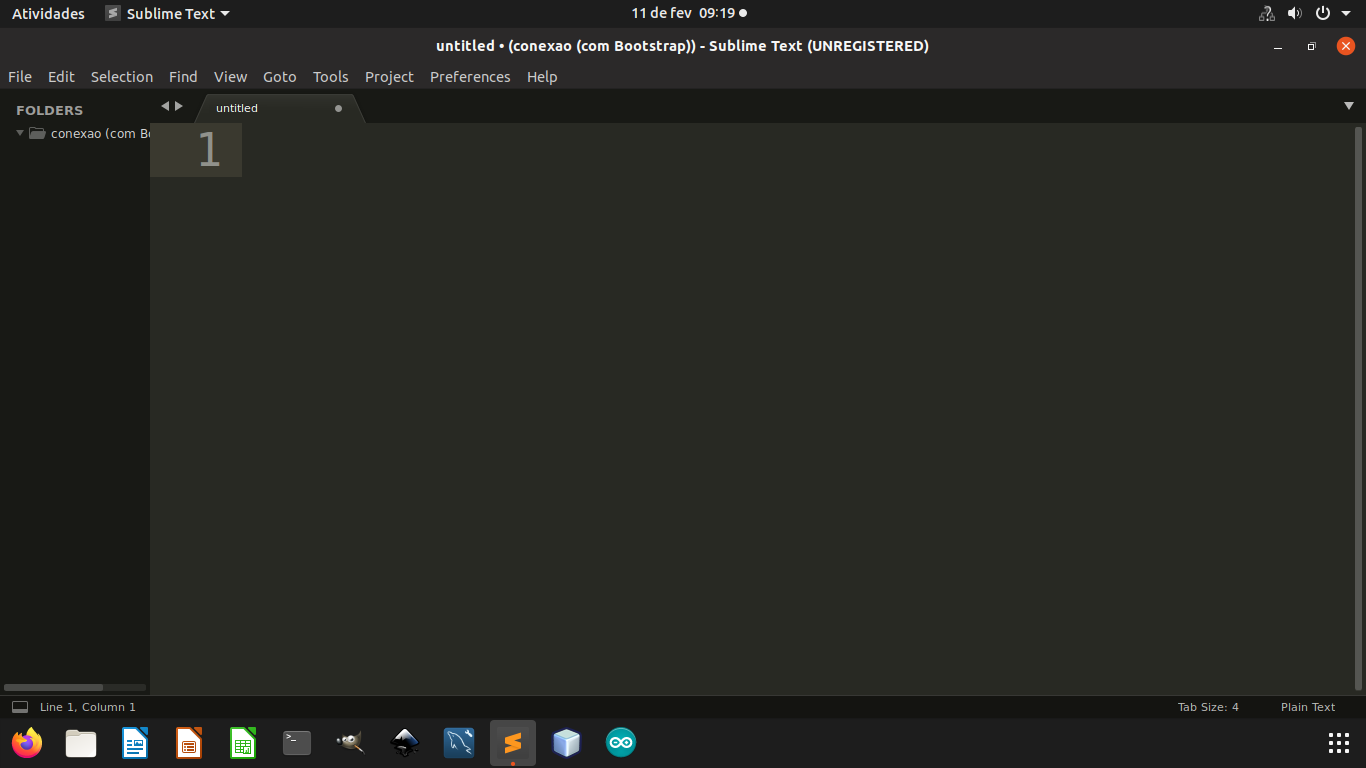 Atividades Sublime Text 11 de fev 09:19
untitled • (conexao (com Bootstrap)) - Sublime Text (UNREGISTERED)
File Edit Selection Find View Goto Tools Project Preferences Help
FOLDERS untitled
conexao (com Bo
1
Line 1, Column 1 Tab Size: 4 Plain Text
>_